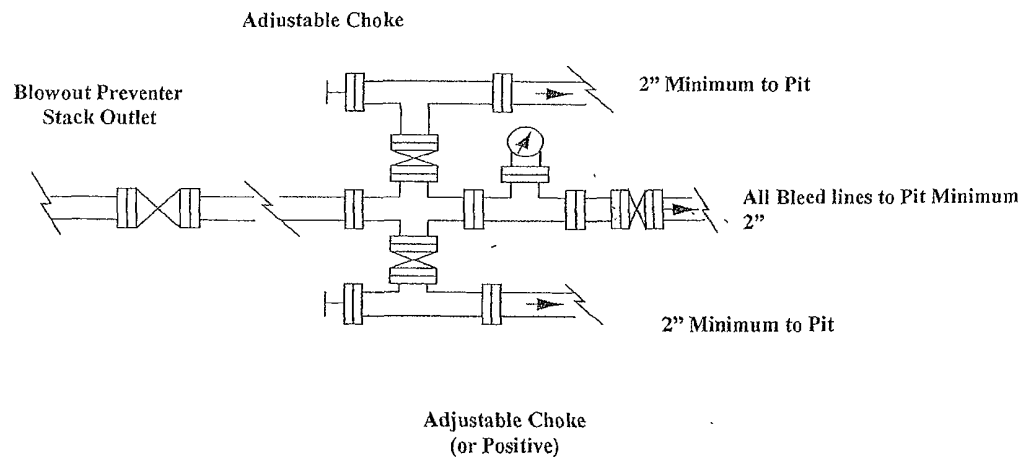 Adjustable Choke
Blowout Preventer
Stack Outlet
2” Minimum to Pit
All Bleed lines to Pit Minimum
2”
2” Minimum to Pit
Adjustable Choke
(or Positive)